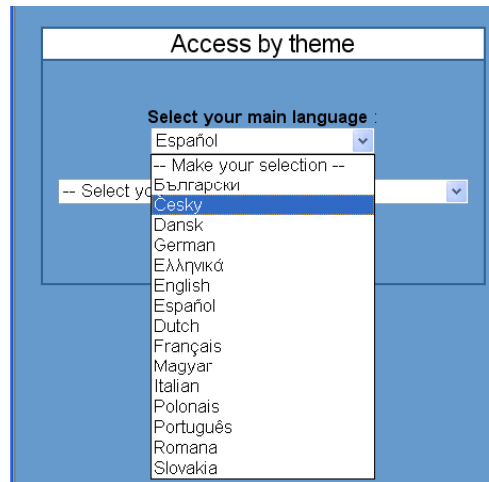 Access by theme
Select your main language :
Español
-- Make your selection --
Български
-- Select yo
Česky
Dansk
German
Ελληνικά
English
Español
Dutch
Français
Magyar
Italian
Polonais
Português
Romana
Slovakia